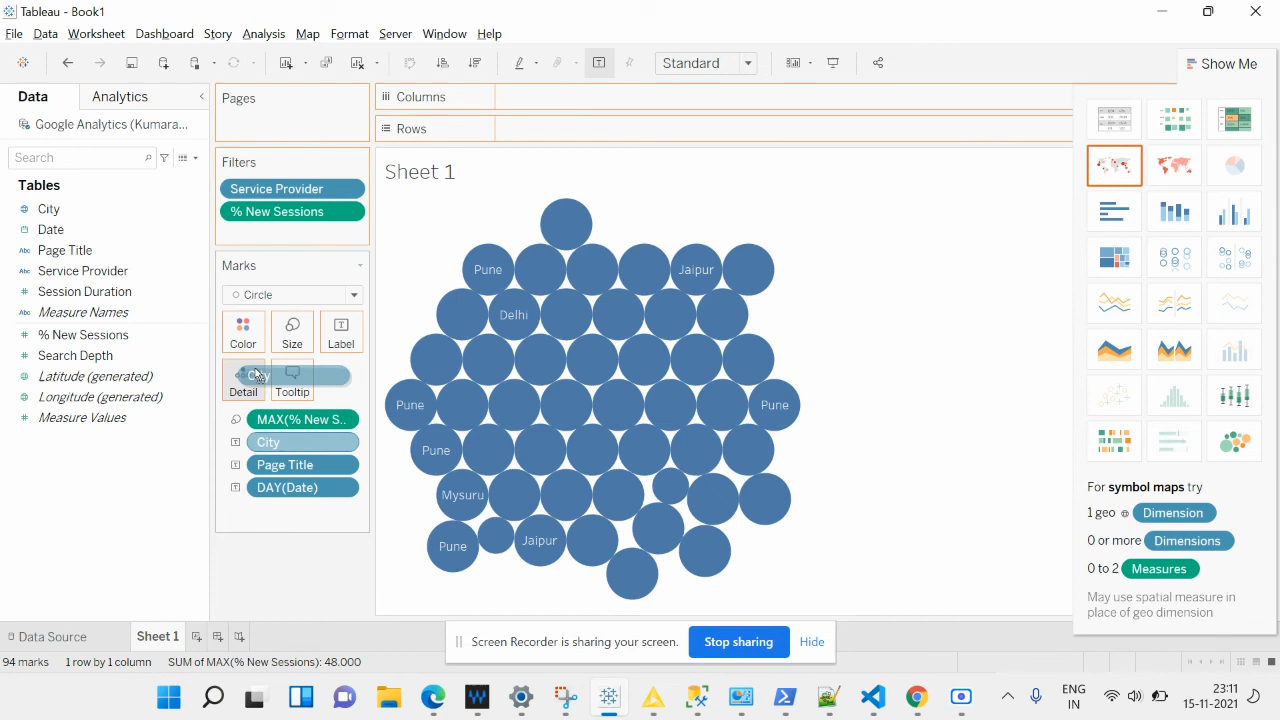 Tableau - Book1
File Data Worksheet Dashboard Story Analysis Map Format Server Window Help
Standard
Show Me
Data Analytics
Google Analytics (Kumara...
Search
Tables
City
Date
Abc Page Title
Abc Service Provider
# Session Duration
Abc Measure Names
# % New Sessions
# Search Depth
Latitude (generated)
Longitude (generated)
# Measure Values
Pages
Filters
Service Provider
% New Sessions
Marks
Circle
Color Size Label
Detail Tooltip
MAX(% New S..
City
Page Title
DAY(Date)
Columns
Rows
Sheet 1
Pune Jaipur
Delhi
Pune Pune
Pune
Mysuru
Pune Jaipur
For symbol maps try
1 geo Dimension
0 or more Dimensions
0 to 2 Measures
May use spatial measure in
place of geo dimension
Data Source Sheet 1
Screen Recorder is sharing your screen. Stop sharing Hide
94 marks 1 row by 1 column SUM of MAX(% New Sessions): 48.000
ENG
IN
23:11
15-11-2021